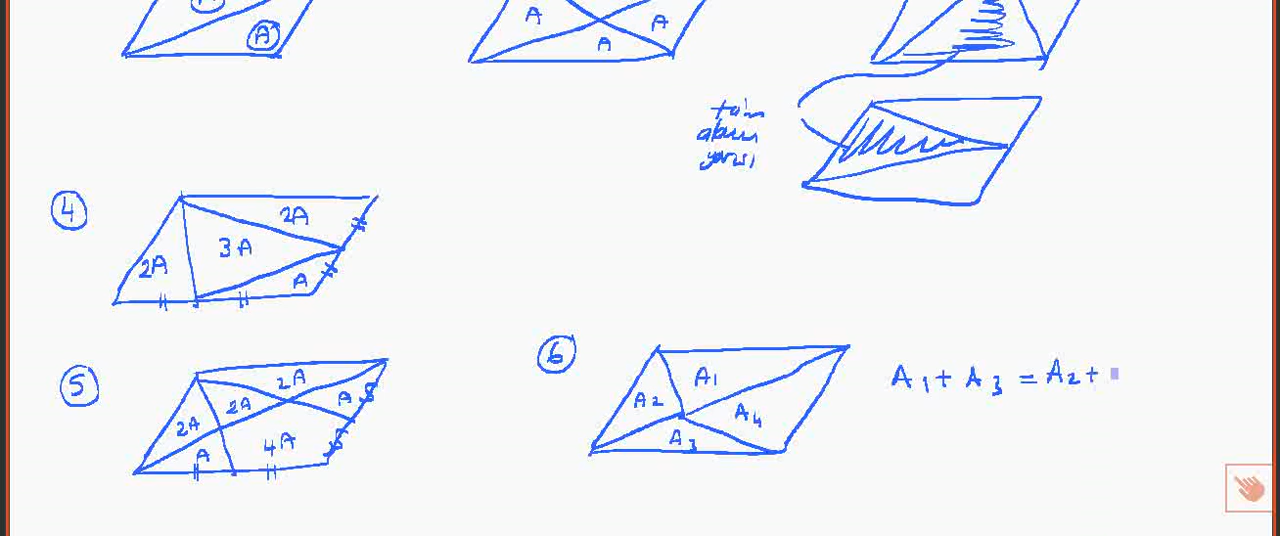 A
A
A
A
A
tüm
alanın
yarısı
4
2A
3A
2A
A
5
2A
2A
A
2A
A
4A
6
A1
A2
A4
A3
A1 + A3 = A2 +